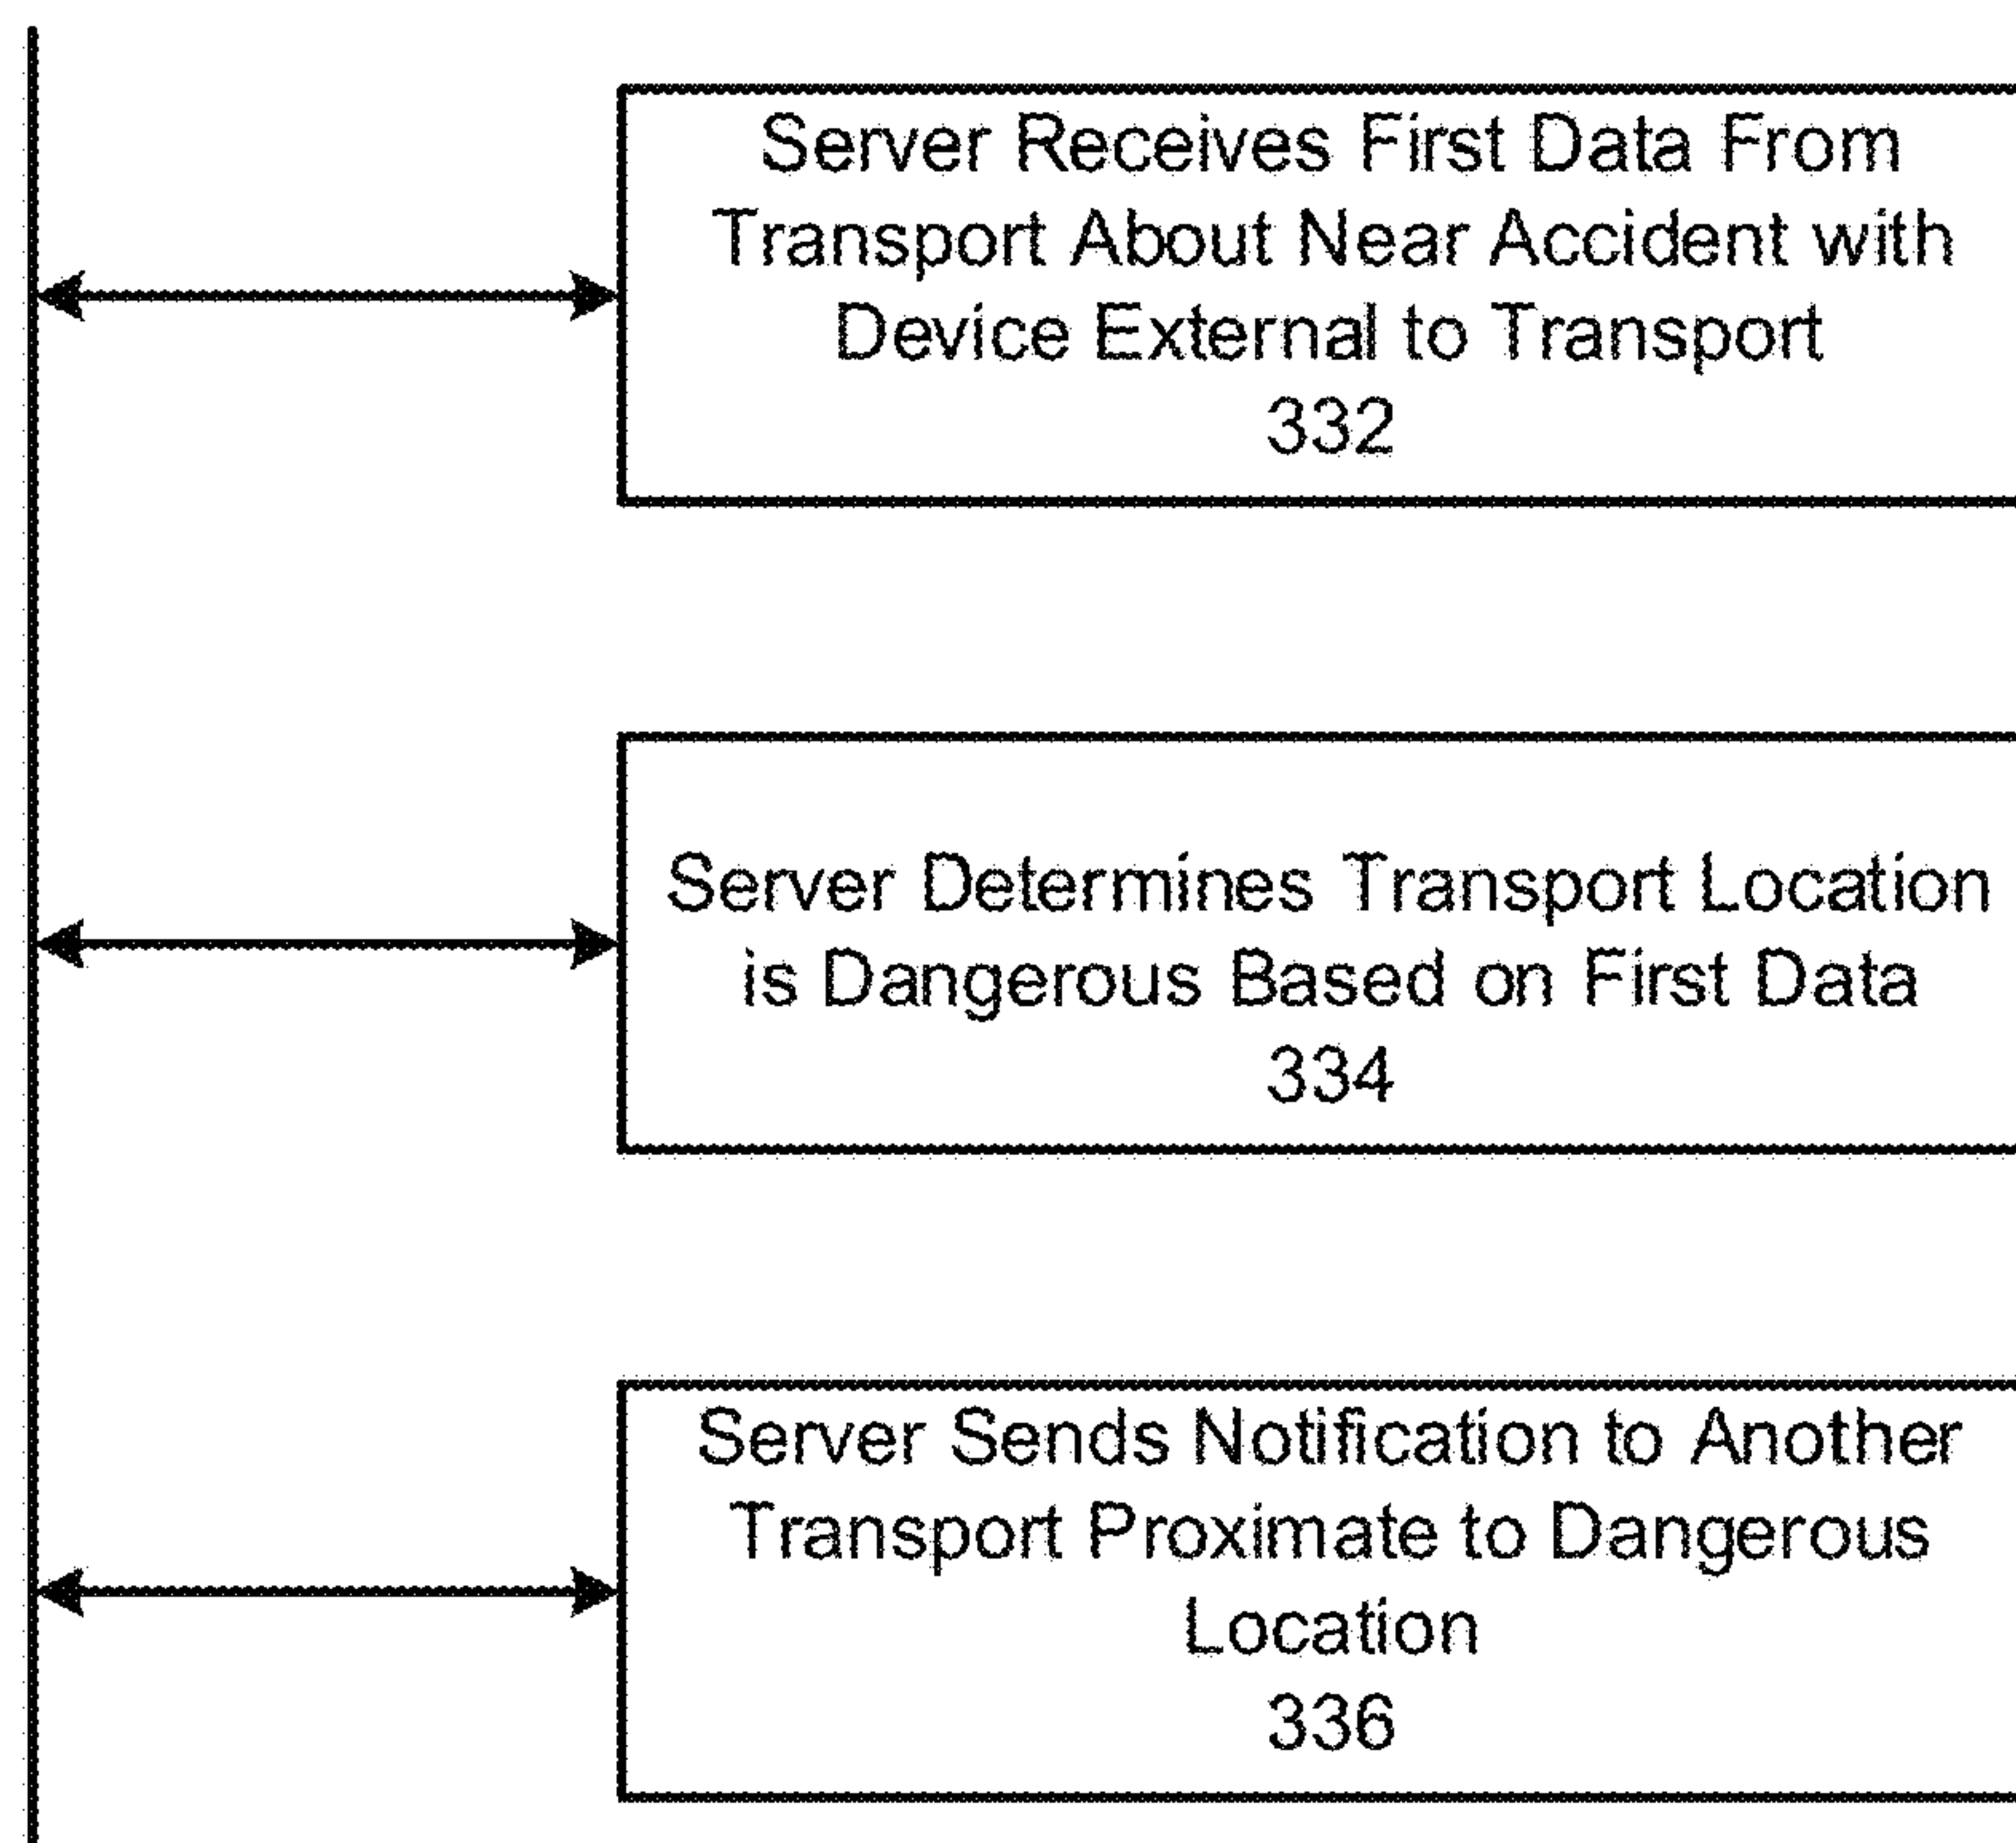 Server Receives First Data From
Transport About Near Accident with
Device External to Transport
332
Server Determines Transport Location
is Dangerous Based on First Data
334
Server Sends Notification to Another
Transport Proximate to Dangerous
Location
336